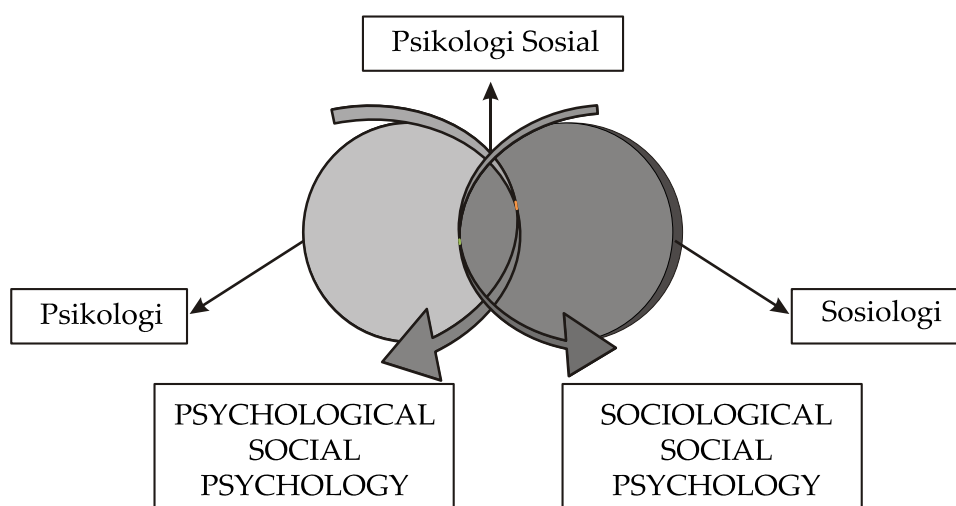 Psikologi Sosial
Psikologi
Sosiologi
PSYCHOLOGICAL
SOCIAL
PSYCHOLOGY
SOCIOLOGICAL
SOCIAL
PSYCHOLOGY